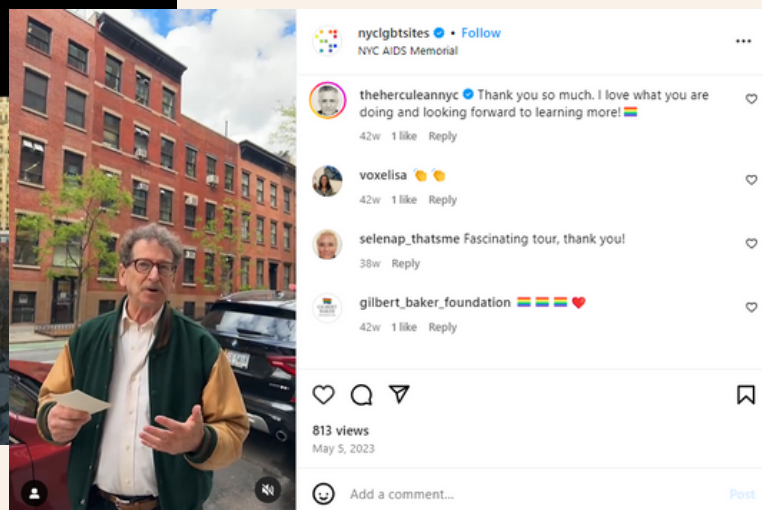 nyclgbtsites • Follow
NYC AIDS Memorial
theherculeannyc Thank you so much. I love what you are
doing and looking forward to learning more! 🏳️‍🌈
42w 1 like Reply
voxelisa 👏 👏
42w 1 like Reply
selenap_thatsme Fascinating tour, thank you!
38w Reply
gilbert_baker_foundation 🏳️‍🌈 🏳️‍🌈 🏳️‍🌈 ❤️
42w 1 like Reply
813 views
May 5, 2023
Add a comment...
Post